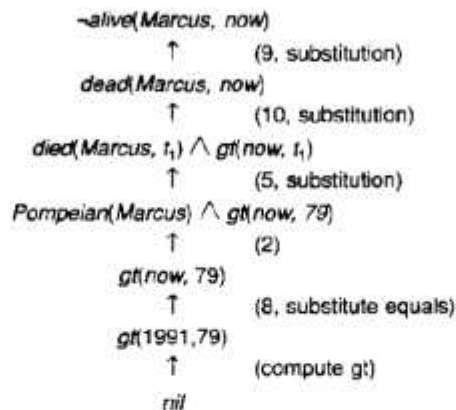 ¬alive(Marcus, now)
↑ (9, substitution)
dead(Marcus, now)
↑ (10, substitution)
died(Marcus, t₁) ∧ gt(now, t₁)
↑ (5, substitution)
Pompeian(Marcus) ∧ gt(now, 79)
↑ (2)
gt(now, 79)
↑ (8, substitute equals)
gt(1991,79)
↑ (compute gt)
nil